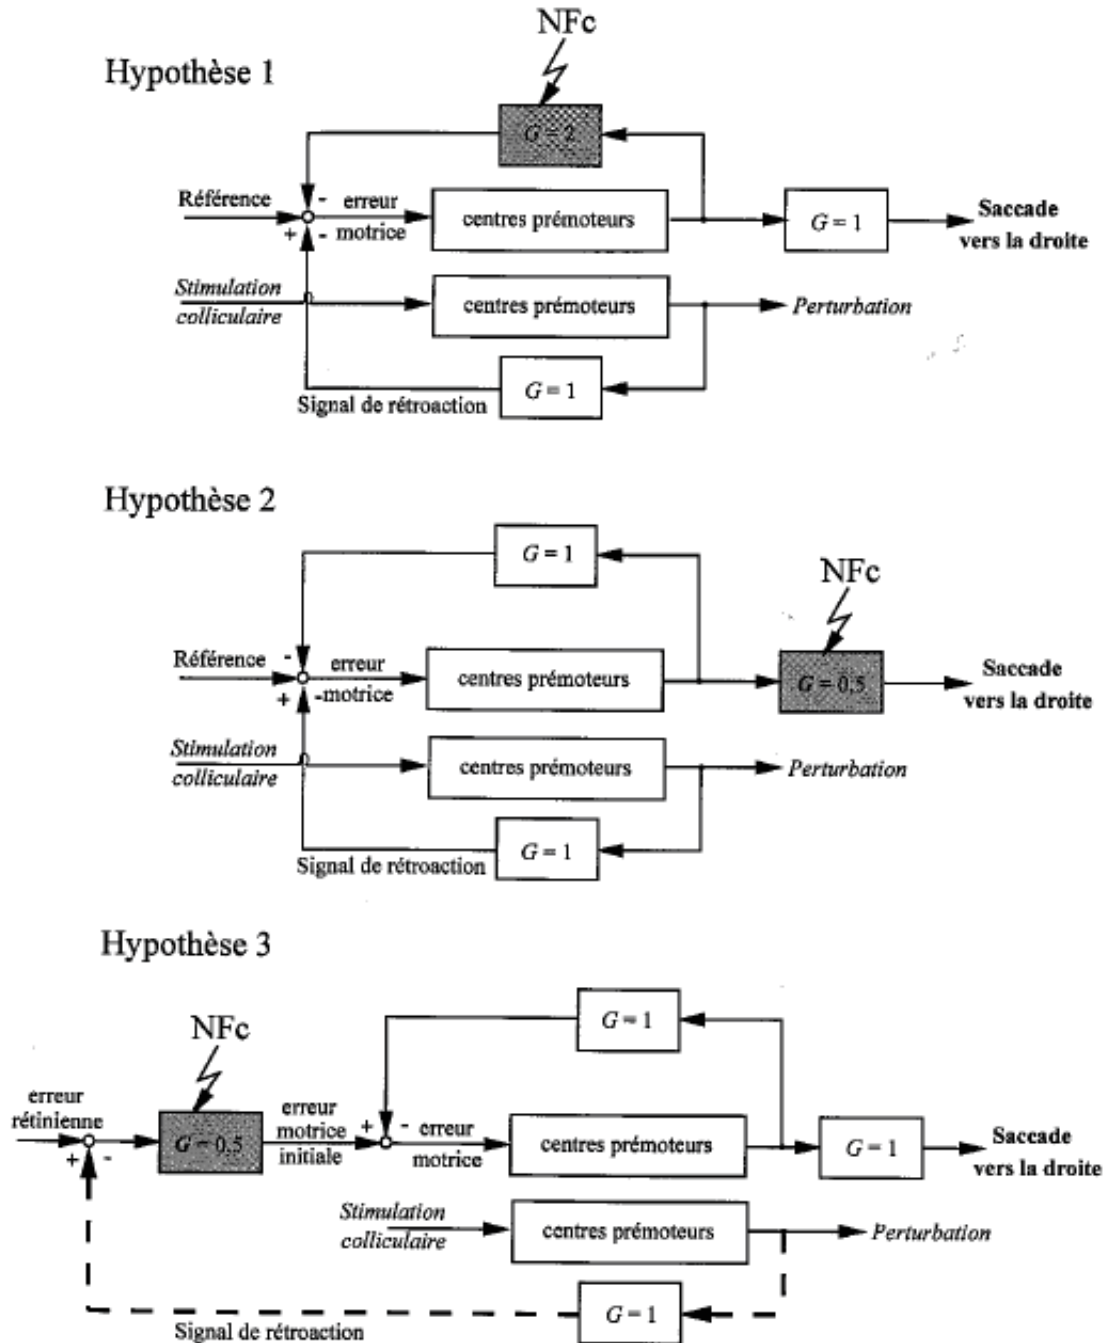 NFc
Hypothèse 1
G = 2
Référence
- erreur
+ - motrice
centres prémoteurs
G = 1
Saccade
vers la droite
Stimulation
colliculaire
centres prémoteurs
Perturbation
G = 1
Signal de rétroaction
Hypothèse 2
G = 1
NFc
Référence
- erreur
+ -motrice
centres prémoteurs
G = 0,5
Saccade
vers la droite
Stimulation
colliculaire
centres prémoteurs
Perturbation
G = 1
Signal de rétroaction
Hypothèse 3
G = 1
NFc
erreur
rétinienne
+ -
G = 0,5
erreur
motrice
initiale
+ - erreur
motrice
centres prémoteurs
G = 1
Saccade
vers la droite
Stimulation
colliculaire
centres prémoteurs
Perturbation
G = 1
Signal de rétroaction